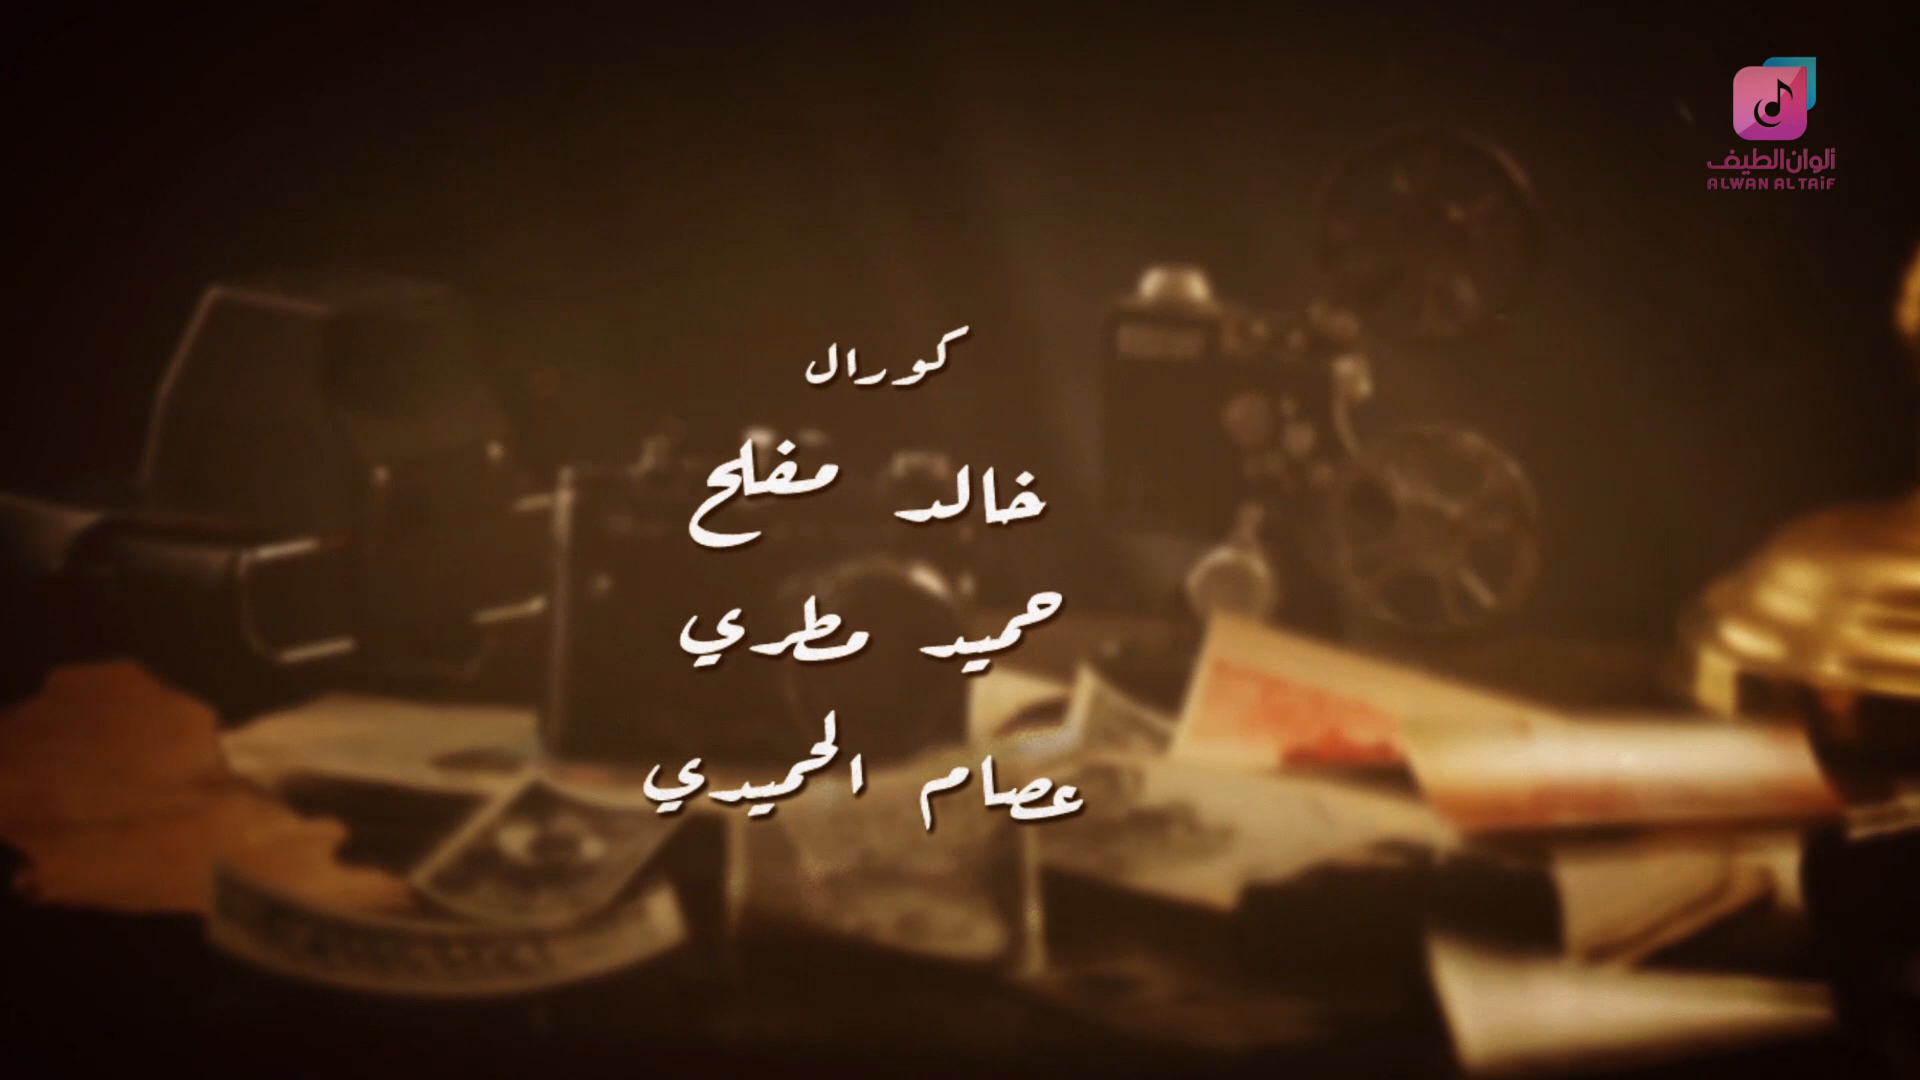 ألوان الطيف
ALWAN ALTAIF
كورال
خالد مفلح
حميد مطري
عصام الحميدي